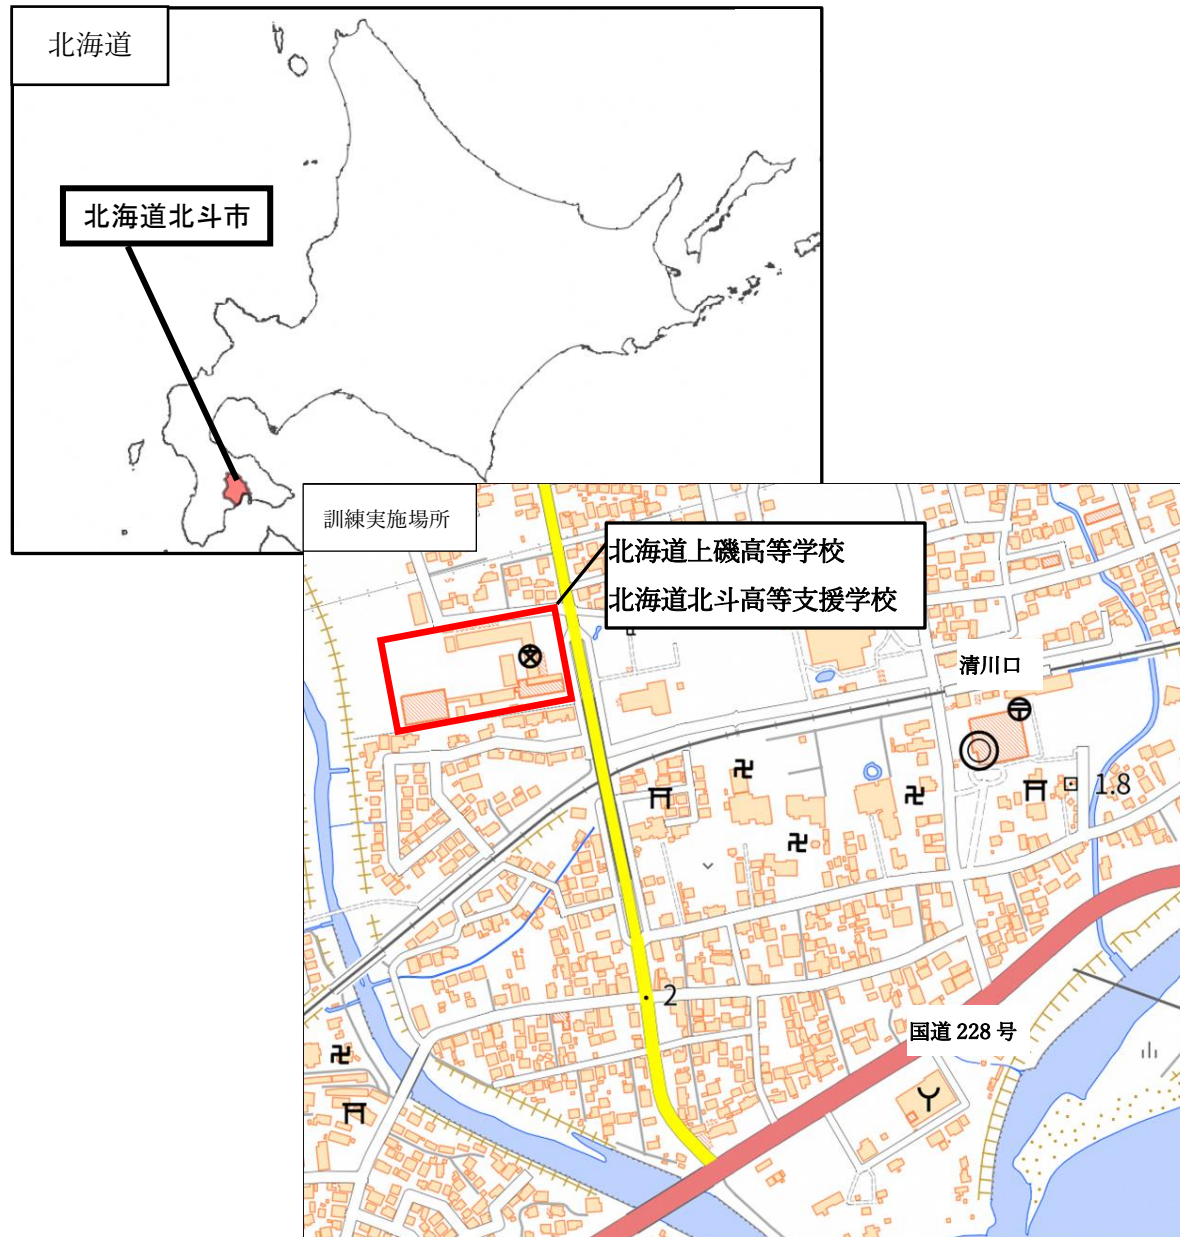 北海道
北海道北斗市
訓練実施場所
北海道上磯高等学校
北海道北斗高等支援学校
清川口
1.8
2
国道 228 号